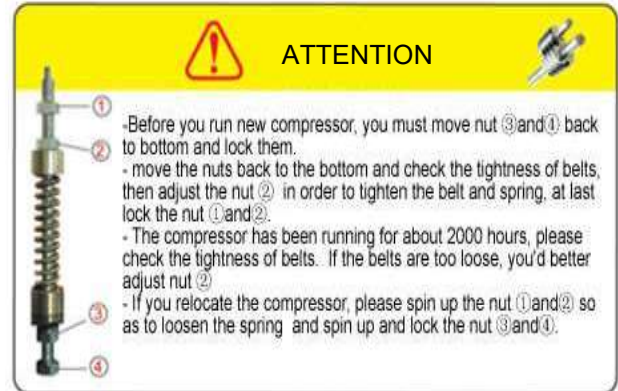 ATTENTION
①
②
③
④
-Before you run new compressor, you must move nut ③and④ back
to bottom and lock them.
- move the nuts back to the bottom and check the tightness of belts,
then adjust the nut ② in order to tighten the belt and spring, at last
lock the nut ①and②.
- The compressor has been running for about 2000 hours, please
check the tightness of belts. If the belts are too loose, you'd better
adjust nut ②
- If you relocate the compressor, please spin up the nut ①and② so
as to loosen the spring and spin up and lock the nut ③and④.